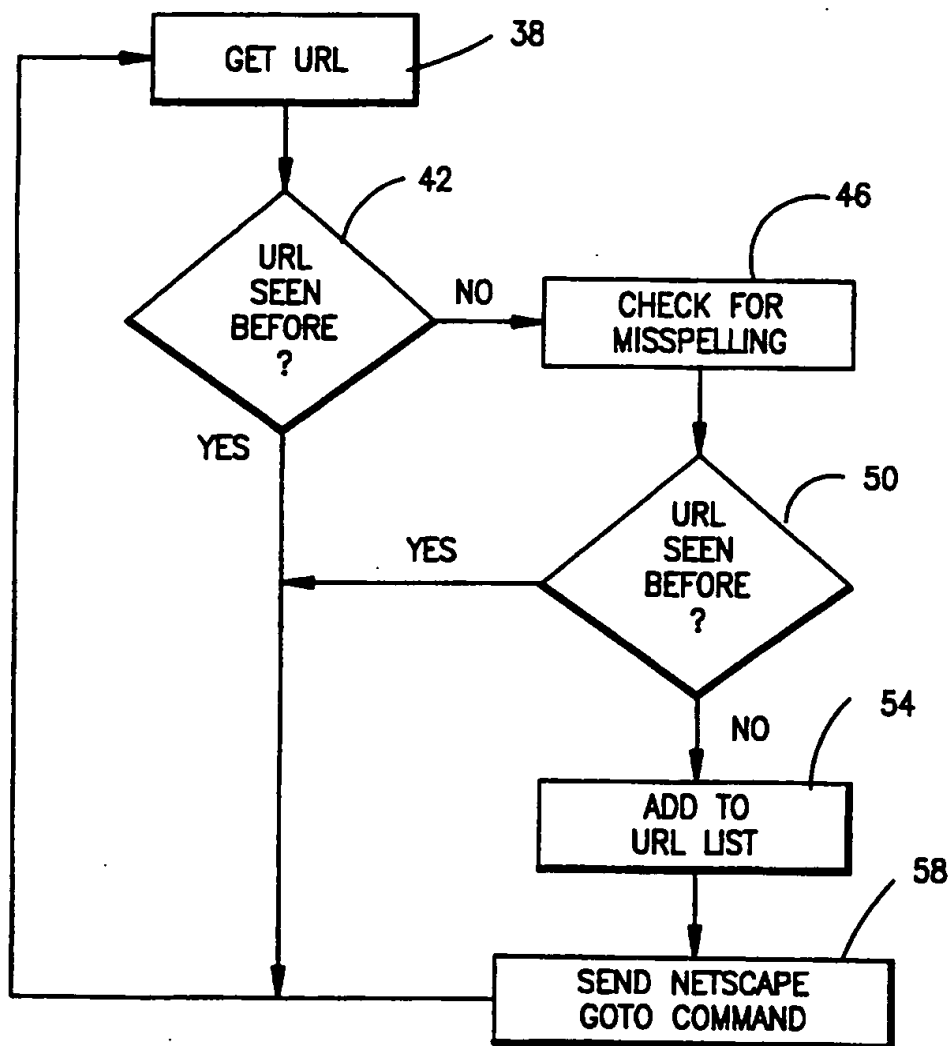 GET URL
38
42
URL
SEEN
BEFORE
?
NO
46
CHECK FOR
MISSPELLING
YES
50
URL
SEEN
BEFORE
?
YES
NO
54
ADD TO
URL LIST
58
SEND NETSCAPE
GOTO COMMAND